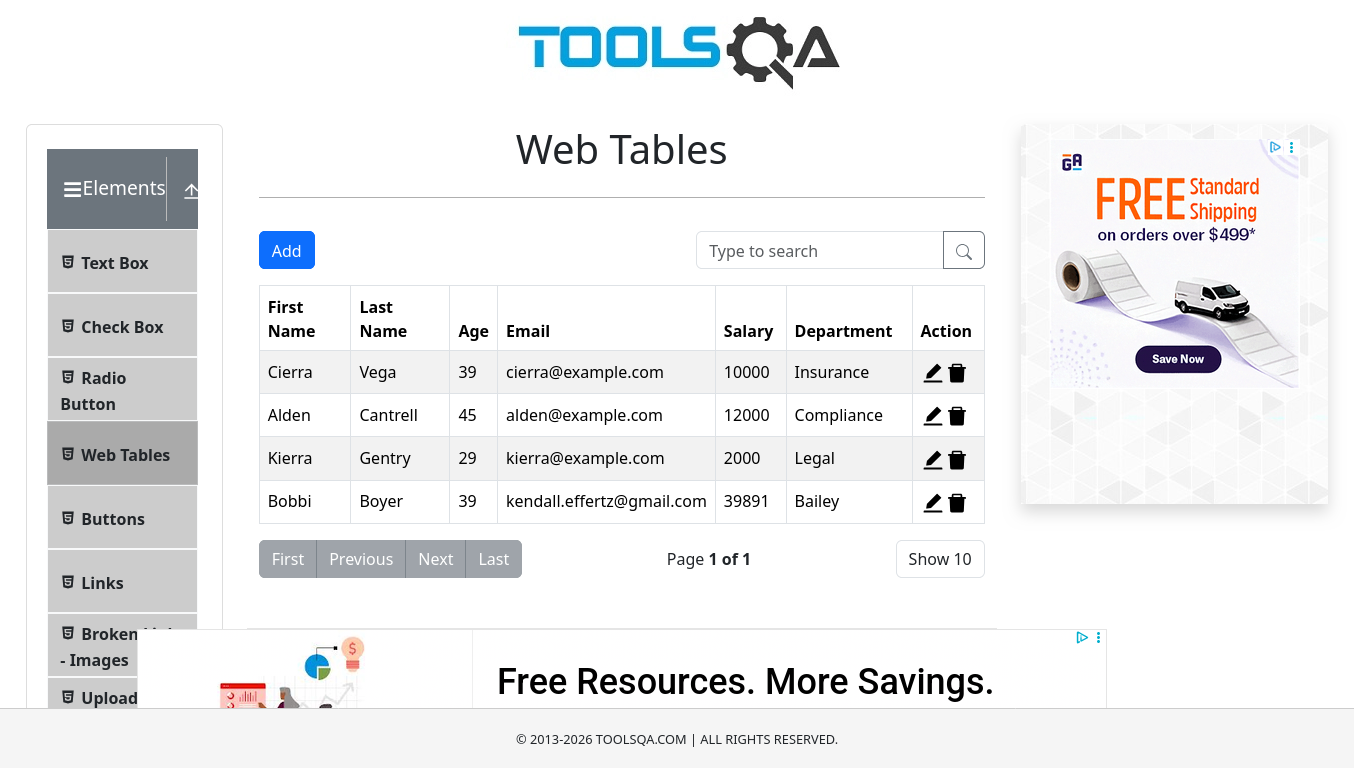 TOOLSQA
Elements
Text Box
Check Box
Radio
Button
Web Tables
Buttons
Links
Broken
- Images
Upload
Web Tables
Add
Type to search
First Name
Last Name
Age
Email
Salary
Department
Action
Cierra Vega 39 cierra@example.com 10000 Insurance
Alden Cantrell 45 alden@example.com 12000 Compliance
Kierra Gentry 29 kierra@example.com 2000 Legal
Bobbi Boyer 39 kendall.effertz@gmail.com 39891 Bailey
First Previous Next Last
Page 1 of 1
Show 10
GA
FREE Standard
Shipping
on orders over $499*
Save Now
Free Resources. More Savings.
© 2013-2026 TOOLSQA.COM | ALL RIGHTS RESERVED.